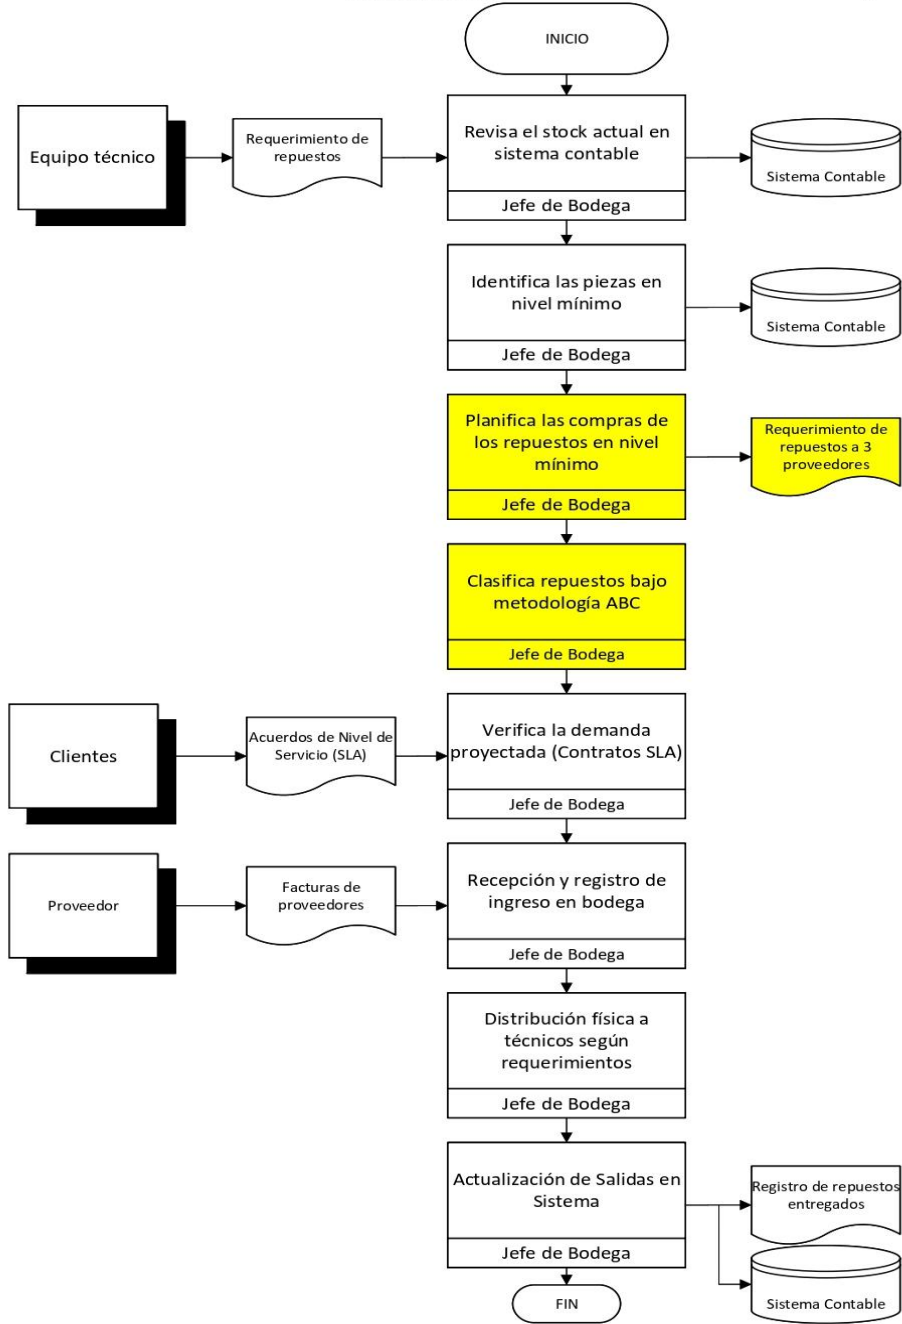 INICIO
Equipo técnico
Requerimiento de
repuestos
Revisa el stock actual en
sistema contable
Jefe de Bodega
Sistema Contable
Identifica las piezas en
nivel mínimo
Jefe de Bodega
Sistema Contable
Planifica las compras de
los repuestos en nivel
mínimo
Jefe de Bodega
Requerimiento de
repuestos a 3
proveedores
Clasifica repuestos bajo
metodología ABC
Jefe de Bodega
Clientes
Acuerdos de Nivel de
Servicio (SLA)
Verifica la demanda
proyectada (Contratos SLA)
Jefe de Bodega
Proveedor
Facturas de
proveedores
Recepción y registro de
ingreso en bodega
Jefe de Bodega
Distribución física a
técnicos según
requerimientos
Jefe de Bodega
Actualización de Salidas en
Sistema
Jefe de Bodega
Registro de repuestos
entregados
Sistema Contable
FIN